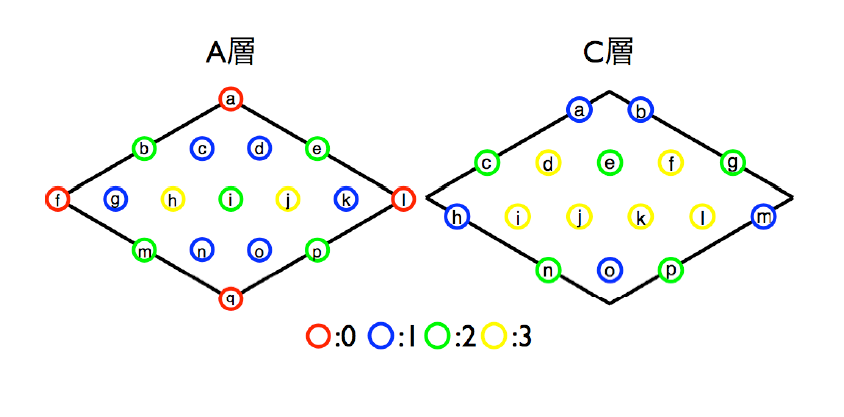 A層 C層
a
b c d e
f g h i j k l
m n o p
q
a b
c d e f g
h i j k l m
n o p
:0 :1 :2 :3